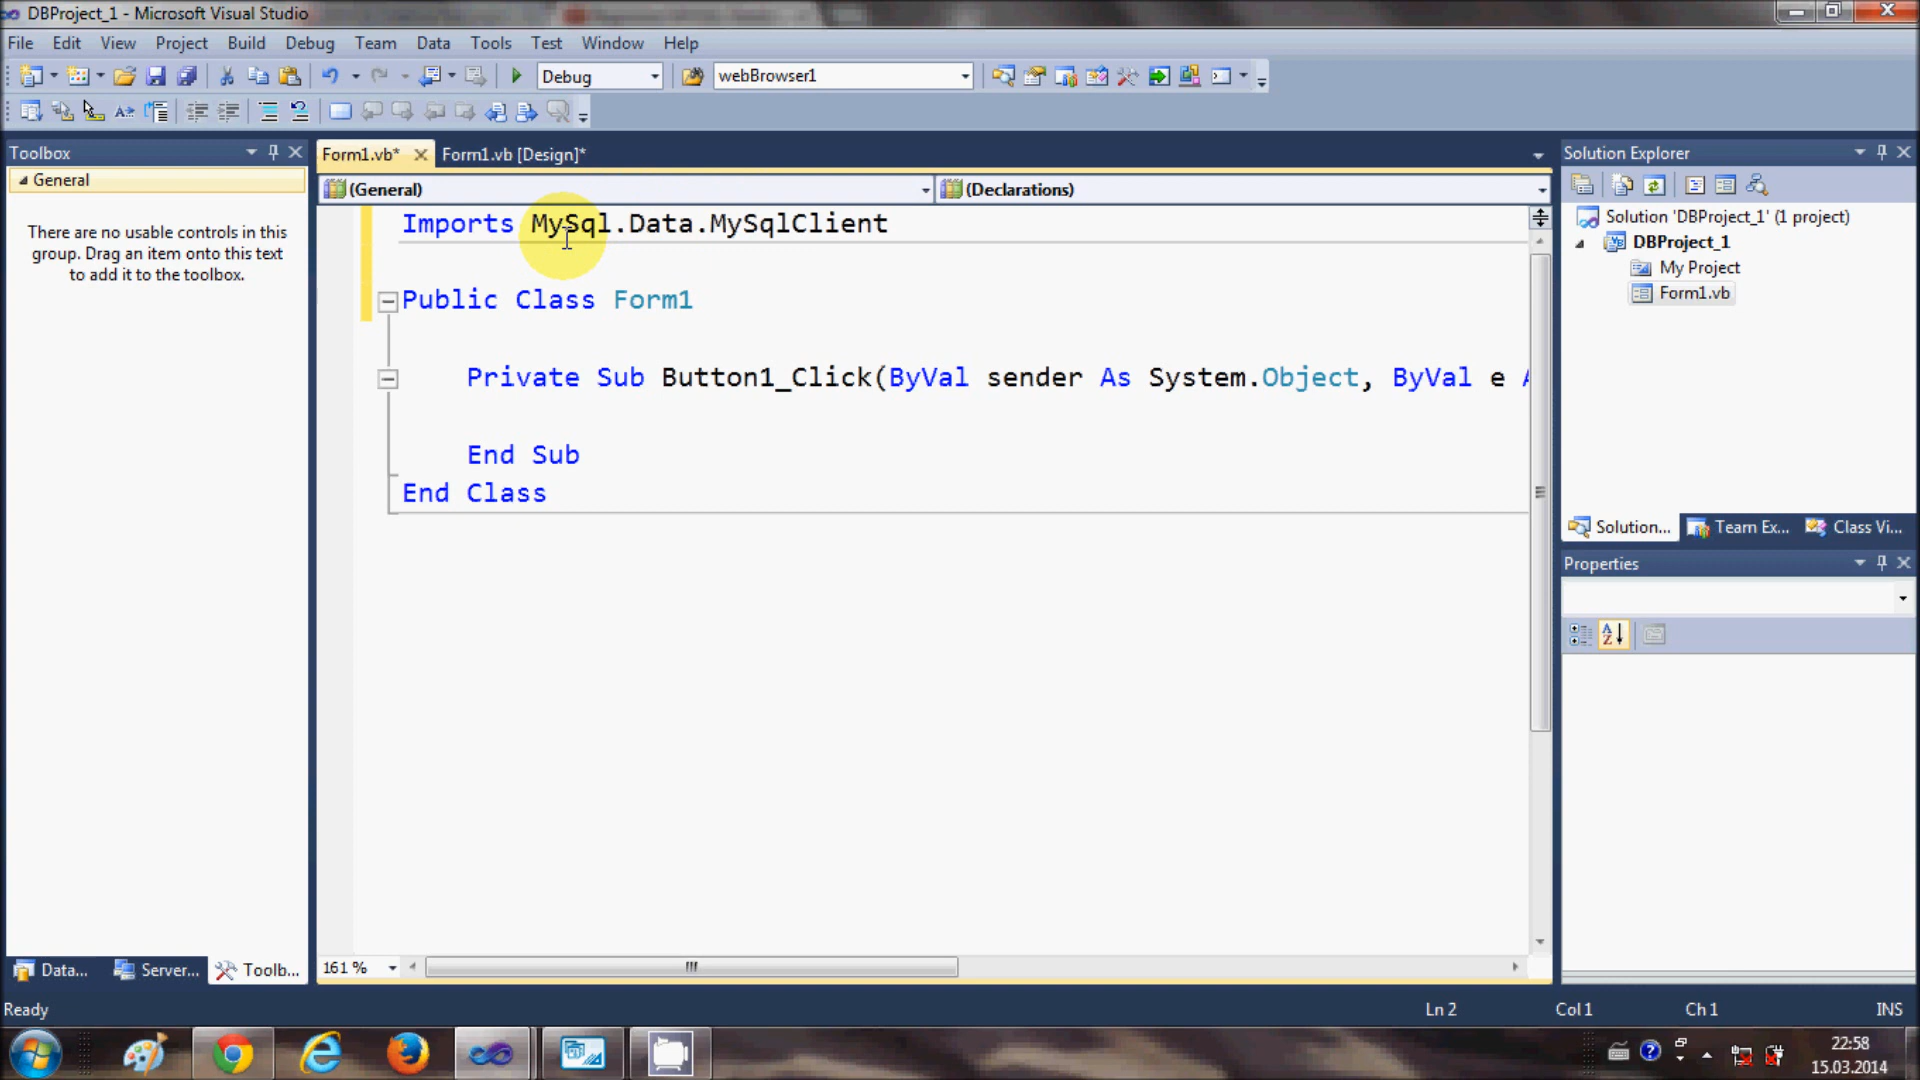 DBProject_1 - Microsoft Visual Studio
File Edit View Project Build Debug Team Data Tools Test Window Help
Debug webBrowser1
Toolbox
General
There are no usable controls in this
group. Drag an item onto this text
to add it to the toolbox.
Data... Server... Toolb...
Form1.vb* Form1.vb [Design]*
(General) (Declarations)
Imports MySql.Data.MySqlClient
Public Class Form1
Private Sub Button1_Click(ByVal sender As System.Object, ByVal e A
End Sub
End Class
161 %
Solution Explorer
Solution 'DBProject_1' (1 project)
DBProject_1
My Project
Form1.vb
Solution... Team Ex... Class Vi...
Properties
Ready Ln 2 Col 1 Ch 1 INS
22:58
15.03.2014